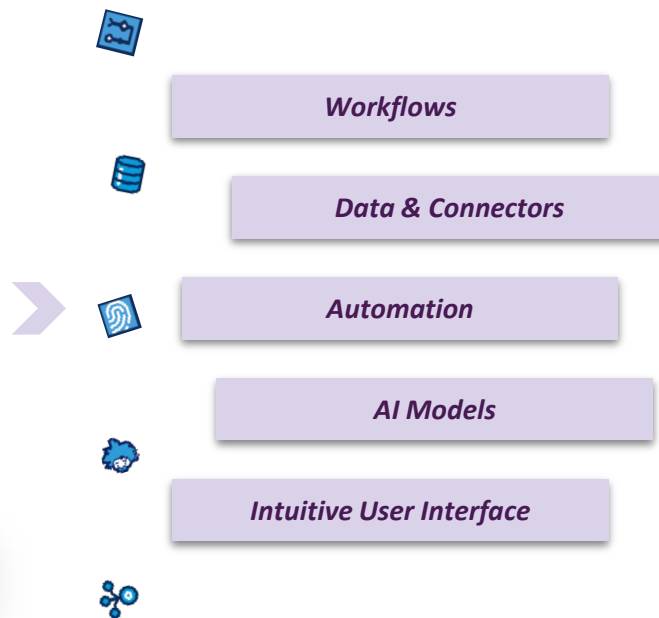 Workflows
Data & Connectors
Automation
AI Models
Intuitive User Interface